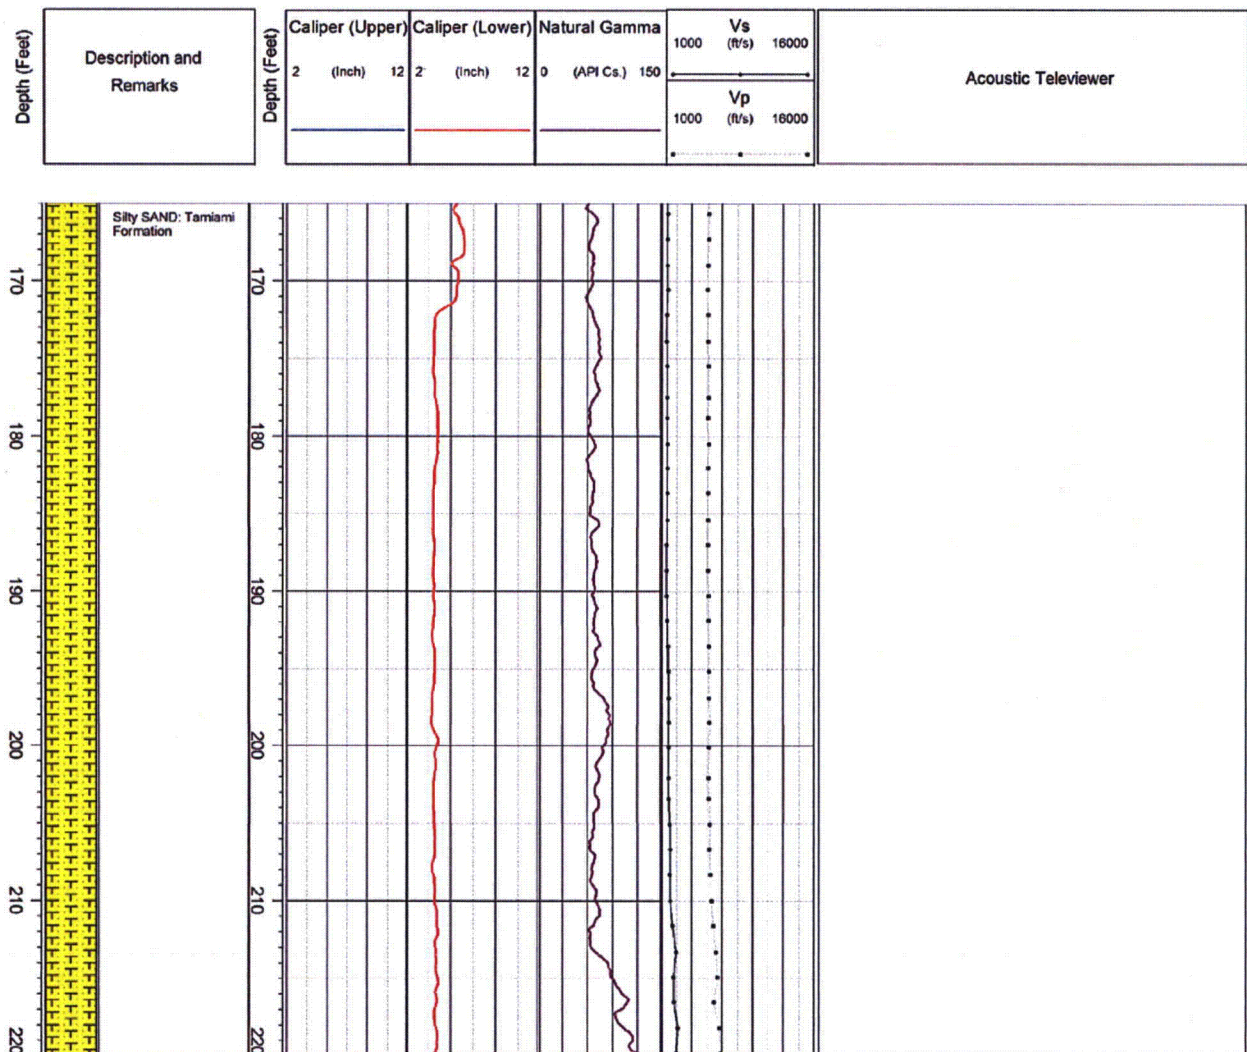 Depth (Feet)
Description and
Remarks
Depth (Feet)
Caliper (Upper)
2 (Inch) 12
Caliper (Lower)
2 (Inch) 12
Natural Gamma
0 (API Cs.) 150
Vs
1000 (ft/s) 16000
Vp
1000 (ft/s) 16000
Acoustic Televiewer
Silty SAND: Tamiami
Formation
170
170
180
180
190
190
200
200
210
210
220
220